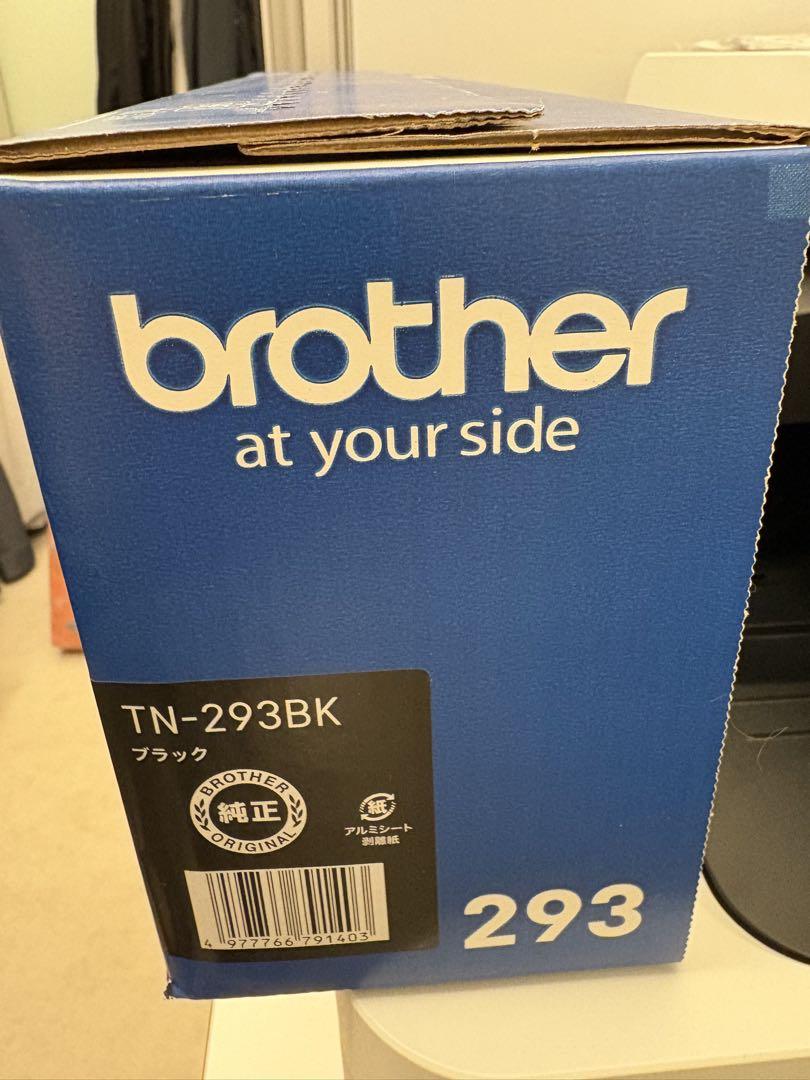 brother
at your side
TN-293BK
ブラック
BROTHER
純正
ORIGINAL
紙
アルミシート
剥離紙
4 977766 791403
293